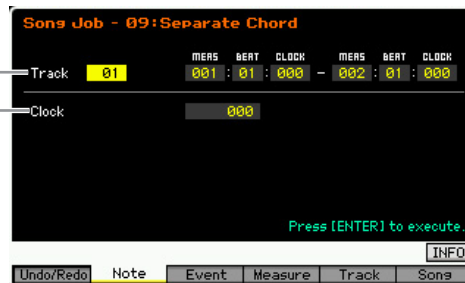 Song Job - 09:Separate Chord
MEAS BEAT CLOCK MEAS BEAT CLOCK
Track 01 001 : 01 : 000 - 002 : 01 : 000
Clock 000
Press [ENTER] to execute.
INFO
Undo/Redo Note Event Measure Track Song